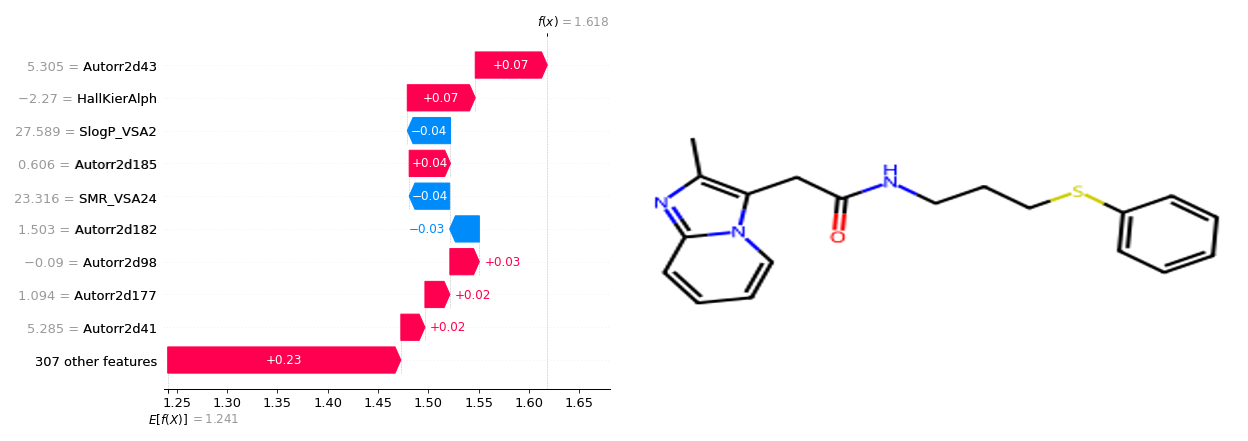 f(x) = 1.618
5.305 = Autorr2d43 +0.07
−2.27 = HallKierAlph +0.07
27.589 = SlogP_VSA2 −0.04
0.606 = Autorr2d185 +0.04
23.316 = SMR_VSA24 −0.04
1.503 = Autorr2d182 −0.03
−0.09 = Autorr2d98 +0.03
1.094 = Autorr2d177 +0.02
5.285 = Autorr2d41 +0.02
307 other features +0.23
1.25 1.30 1.35 1.40 1.45 1.50 1.55 1.60 1.65
E[f(X)] = 1.241
H
N
S
N
N
O